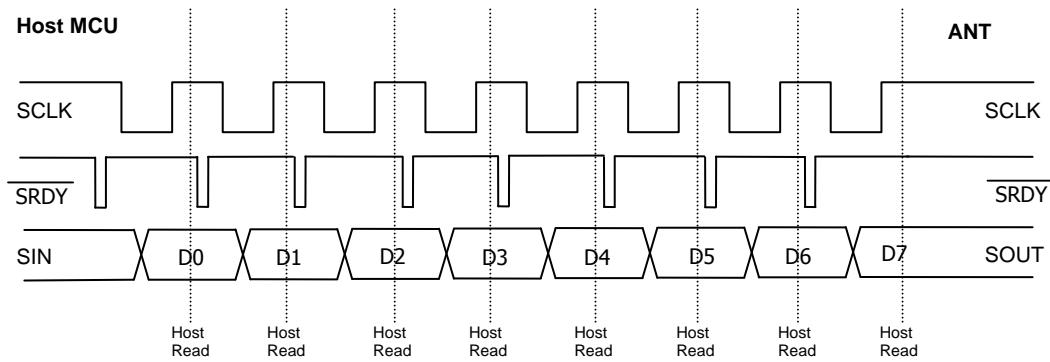 Host MCU
ANT
SCLK
SCLK
SRDY
SRDY
SIN
D0
D1
D2
D3
D4
D5
D6
D7
SOUT
Host
Read
Host
Read
Host
Read
Host
Read
Host
Read
Host
Read
Host
Read
Host
Read